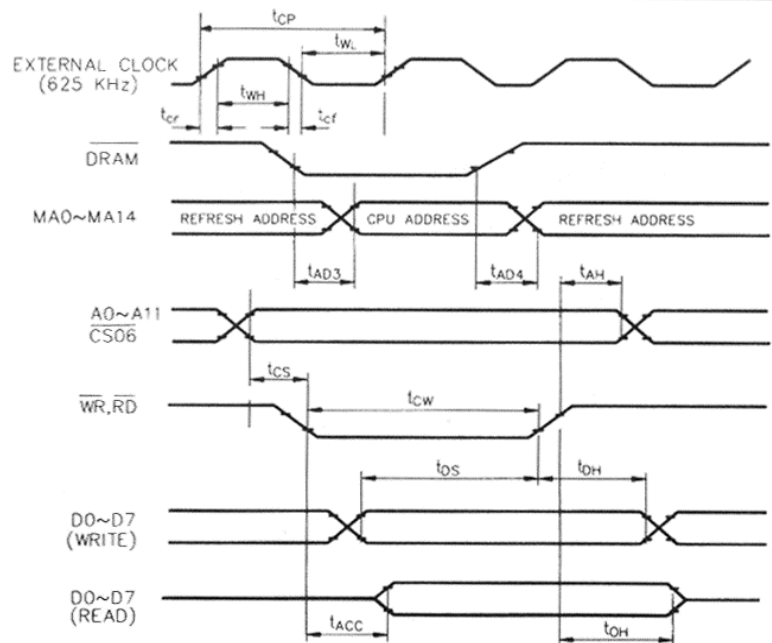 tCP
tWL
EXTERNAL CLOCK
(625 KHz)
tWH
tcr
tcf
DRAM
MA0~MA14
REFRESH ADDRESS
CPU ADDRESS
REFRESH ADDRESS
tAD3
tAD4
tAH
A0~A11
CS06
tCS
WR,RD
tCW
tDS
tDH
D0~D7
(WRITE)
D0~D7
(READ)
tACC
tOH